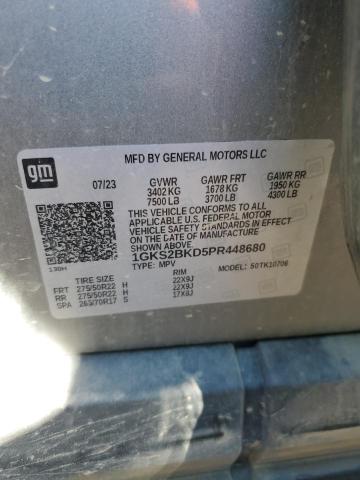 gm
MFD BY GENERAL MOTORS LLC
07/23 GVWR GAWR FRT GAWR RR
3402 KG 1678 KG 1950 KG
7500 LB 3700 LB 4300 LB
THIS VEHICLE CONFORMS TO ALL
APPLICABLE U.S. FEDERAL MOTOR
VEHICLE SAFETY STANDARDS IN
EFFECT ON THE DATE OF MANUFACTURE
SHOWN ABOVE.
1GKS2BKD5PR448680
TYPE: MPV MODEL: 50TK10706
TIRE SIZE RIM
FRT 275/50R22 H 22X9J
RR 275/50R22 H 22X9J
SPA 265/70R17 S 17X8J